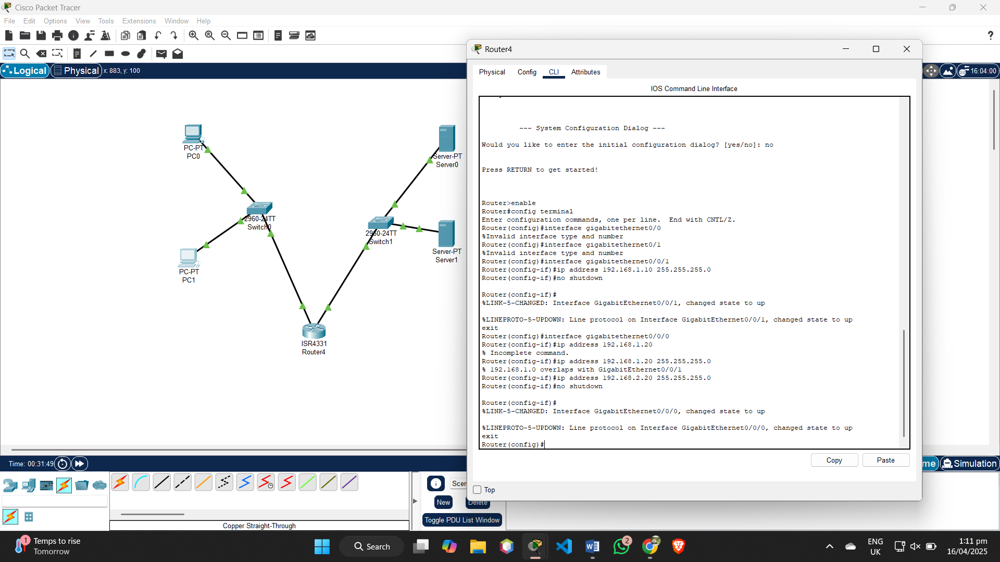 Cisco Packet Tracer
File Edit Options View Tools Extensions Window Help
Logical Physical x: 883, y: 100
16:04:00
PC-PT
PC0
Server-PT
Server0
2960-24TT
Switch0
2960-24TT
Switch1
Server-PT
Server1
PC-PT
PC1
ISR4331
Router4
Router4
Physical Config CLI Attributes
IOS Command Line Interface
--- System Configuration Dialog ---
Would you like to enter the initial configuration dialog? [yes/no]: no
Press RETURN to get started!
Router>enable
Router#config terminal
Enter configuration commands, one per line.  End with CNTL/Z.
Router(config)#interface gigabitethernet0/0
%Invalid interface type and number
Router(config)#interface gigabitethernet0/1
%Invalid interface type and number
Router(config)#interface gigabitethernet0/0/1
Router(config-if)#ip address 192.168.1.10 255.255.255.0
Router(config-if)#no shutdown
Router(config-if)#
%LINK-5-CHANGED: Interface GigabitEthernet0/0/1, changed state to up
%LINEPROTO-5-UPDOWN: Line protocol on Interface GigabitEthernet0/0/1, changed state to up
exit
Router(config)#interface gigabitethernet0/0/0
Router(config-if)#ip address 192.168.1.20
% Incomplete command.
Router(config-if)#ip address 192.168.1.20 255.255.255.0
% 192.168.1.0 overlaps with GigabitEthernet0/0/1
Router(config-if)#ip address 192.168.2.20 255.255.255.0
Router(config-if)#no shutdown
Router(config-if)#
%LINK-5-CHANGED: Interface GigabitEthernet0/0/0, changed state to up
%LINEPROTO-5-UPDOWN: Line protocol on Interface GigabitEthernet0/0/0, changed state to up
exit
Router(config)#
Copy Paste
Top
Time: 00:31:49
me Simulation
Scen
New Delete
Toggle PDU List Window
Copper Straight-Through
1
Temps to rise
Tomorrow
Search
2
ENG
UK
1:11 pm
16/04/2025